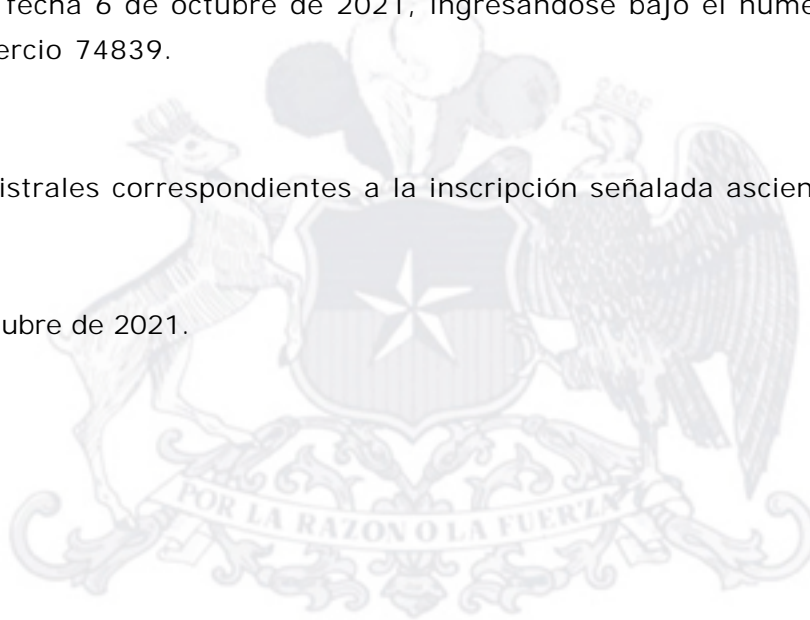 fecha 6 de octubre de 2021, ingresándose bajo el núme
ercio 74839.
istrales correspondientes a la inscripción señalada ascien
ubre de 2021.
POR LA RAZON O LA FUERZA